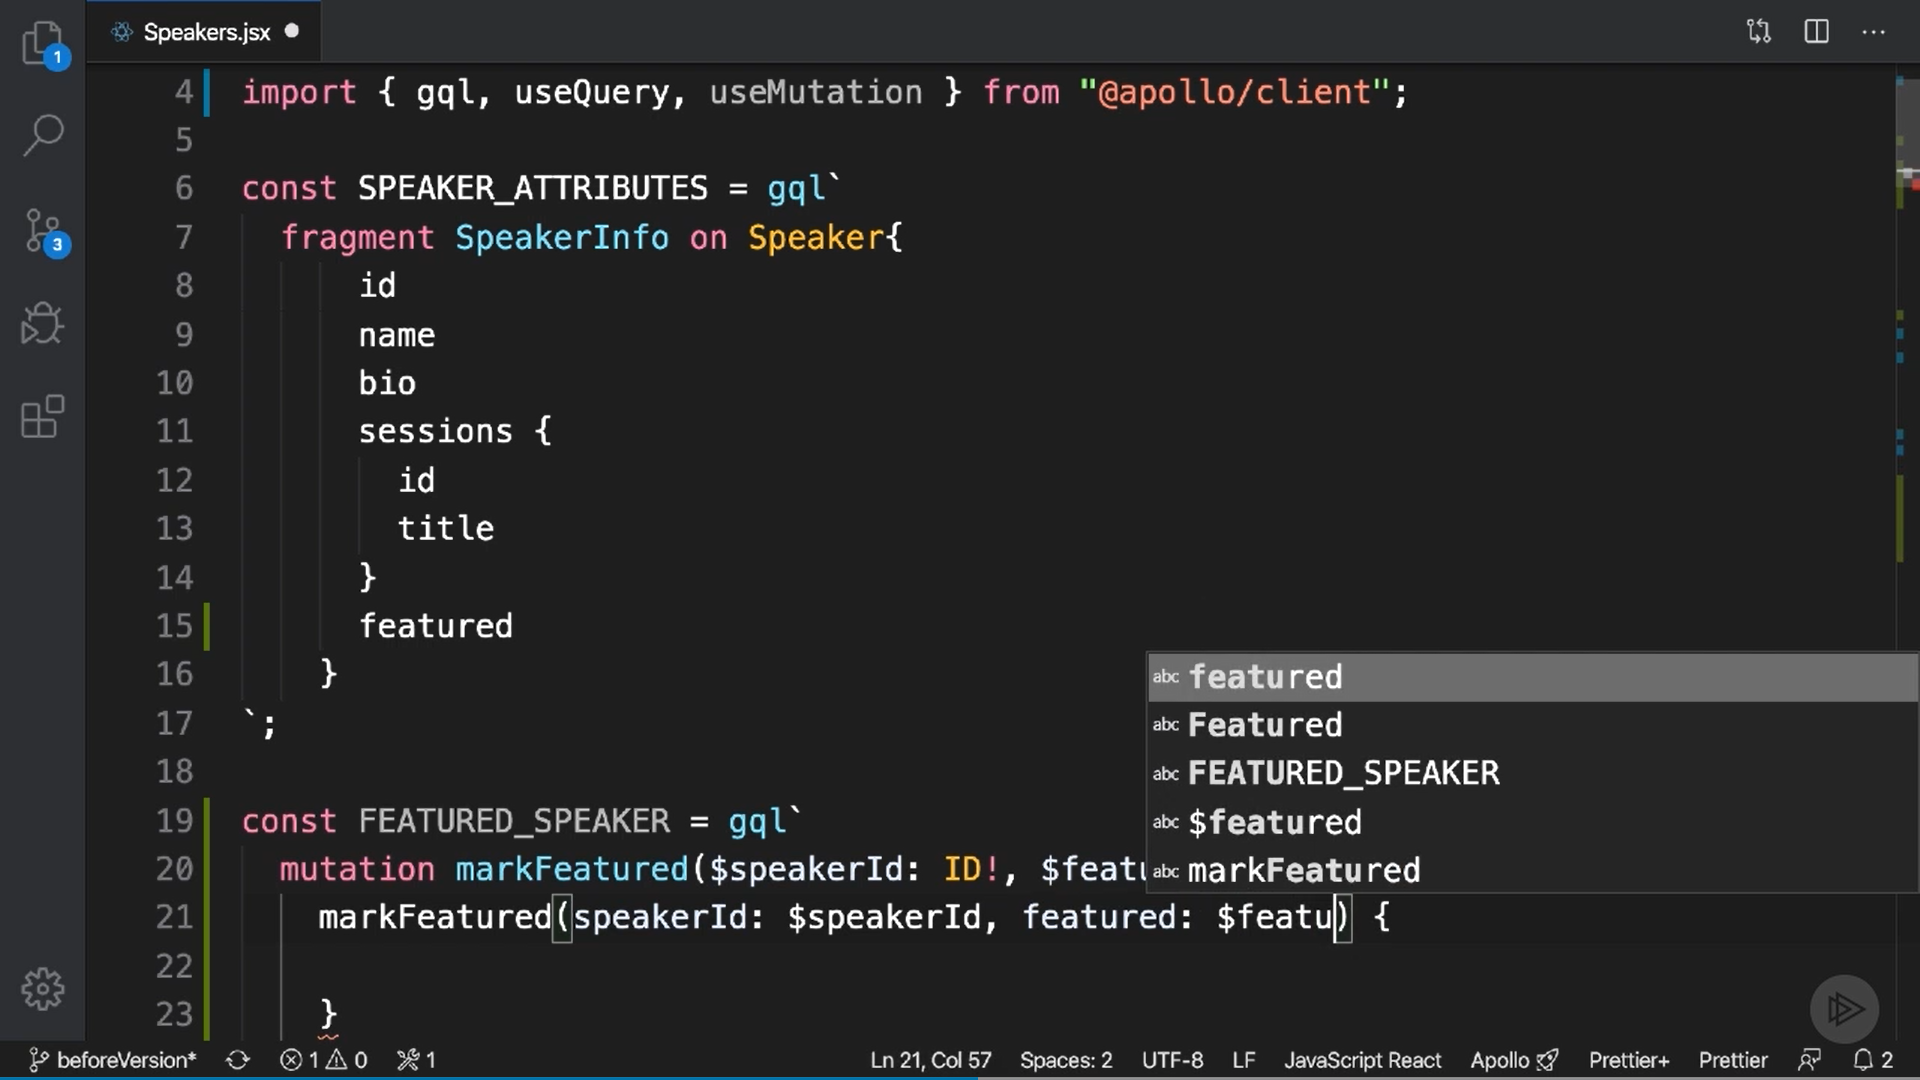 1
Speakers.jsx
4 import { gql, useQuery, useMutation } from "@apollo/client";
5
6 const SPEAKER_ATTRIBUTES = gql`
7 fragment SpeakerInfo on Speaker{
8 id
9 name
10 bio
11 sessions {
12 id
13 title
14 }
15 featured
16 }
17 `;
18
19 const FEATURED_SPEAKER = gql`
20 mutation markFeatured($speakerId: ID!, $featu
21 markFeatured(speakerId: $speakerId, featured: $featu) {
22
23 }
3
abc featured
abc Featured
abc FEATURED_SPEAKER
abc $featured
abc markFeatured
beforeVersion* 1 0 1 Ln 21, Col 57 Spaces: 2 UTF-8 LF JavaScript React Apollo Prettier+ Prettier 2